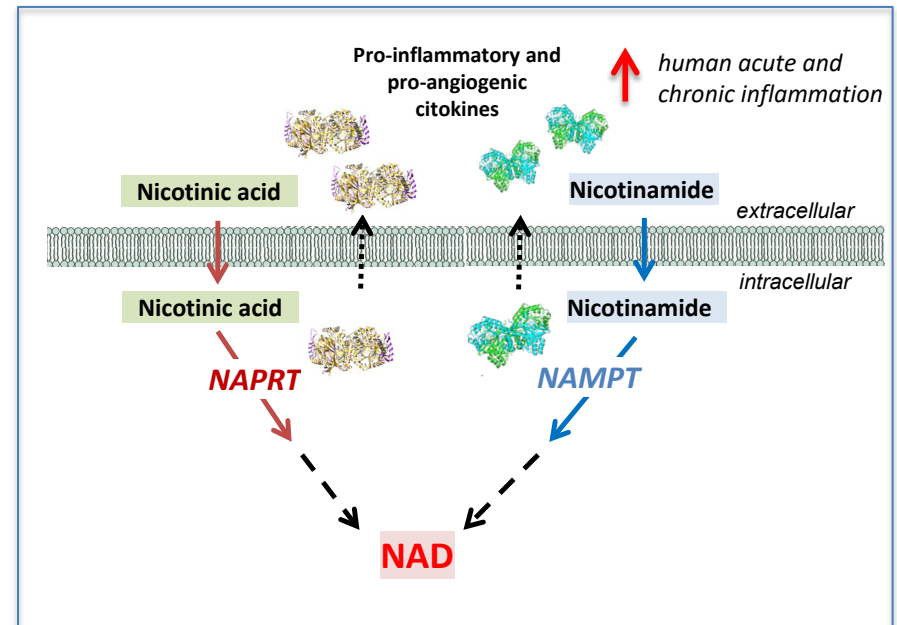 Pro-inflammatory and
pro-angiogenic
citokines
human acute and
chronic inflammation
Nicotinic acid
Nicotinamide
extracellular
intracellular
Nicotinic acid
Nicotinamide
NAPRT
NAMPT
NAD